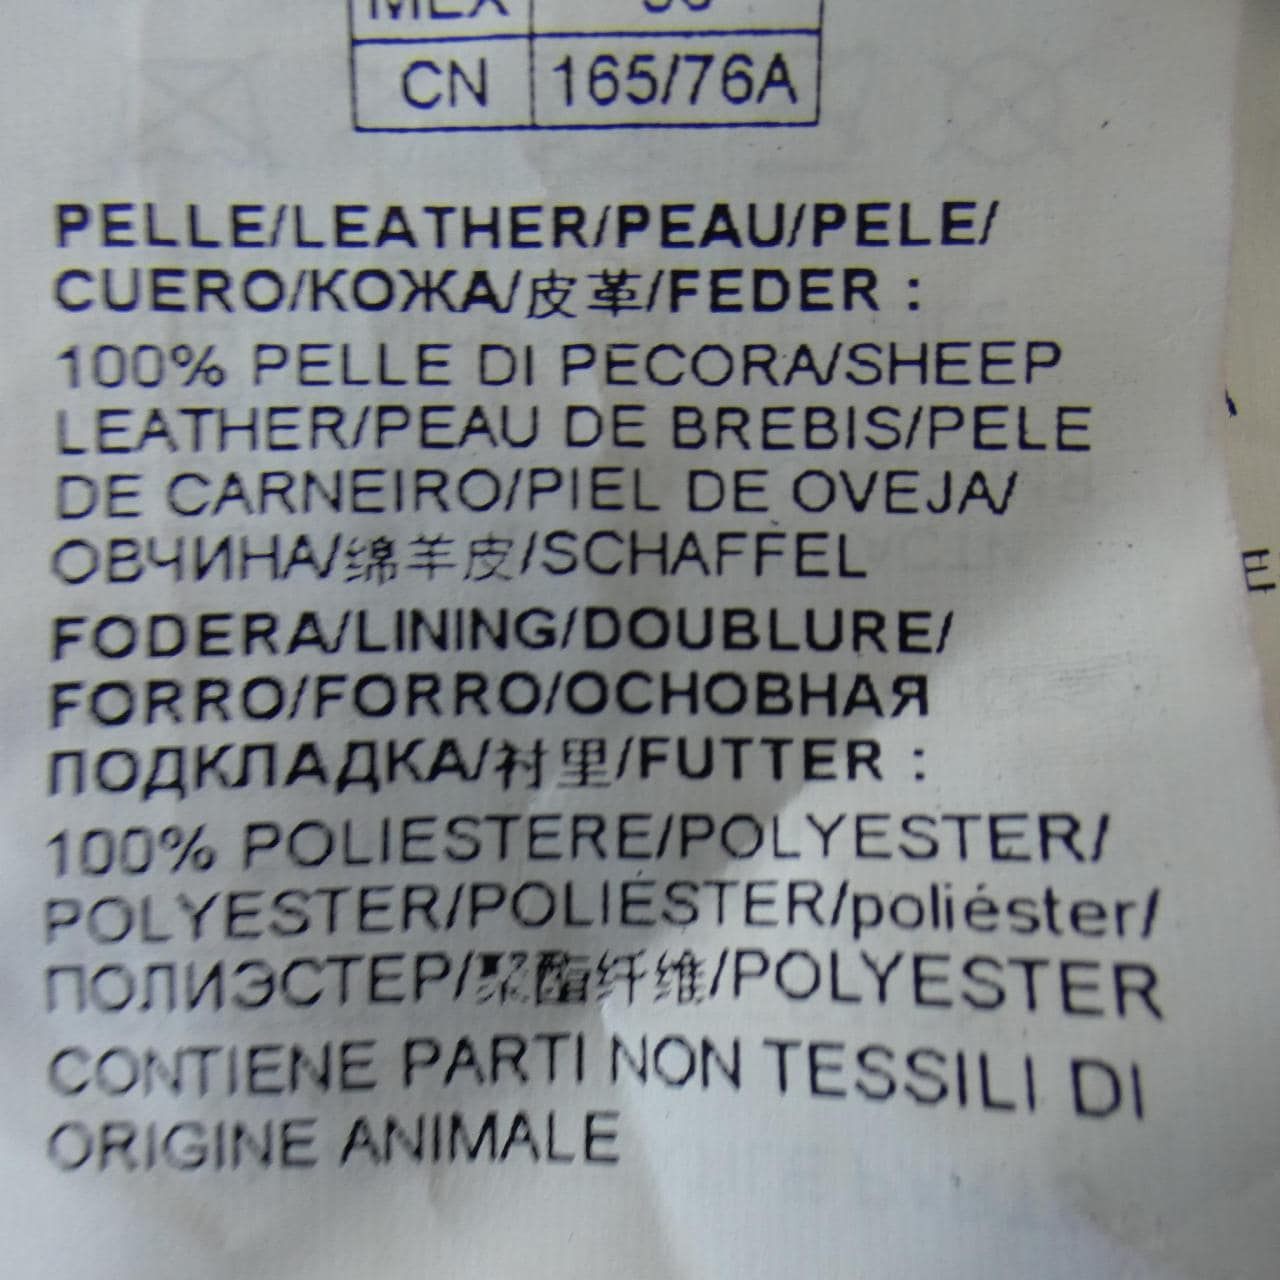 CN 165/76A
PELLE/LEATHER/PEAU/PELE/
CUERO/КОЖА/皮革/FEDER :
100% PELLE DI PECORA/SHEEP
LEATHER/PEAU DE BREBIS/PELE
DE CARNEIRO/PIEL DE OVEJA/
ОВЧИНА/绵羊皮/SCHAFFEL
FODERA/LINING/DOUBLURE/
FORRO/FORRO/ОСНОВНАЯ
ПОДКЛАДКА/衬里/FUTTER :
100% POLIESTERE/POLYESTER/
POLYESTER/POLIÉSTER/poliéster/
ПОЛИЭСТЕР/聚酯纤维/POLYESTER
CONTIENE PARTI NON TESSILI DI
ORIGINE ANIMALE